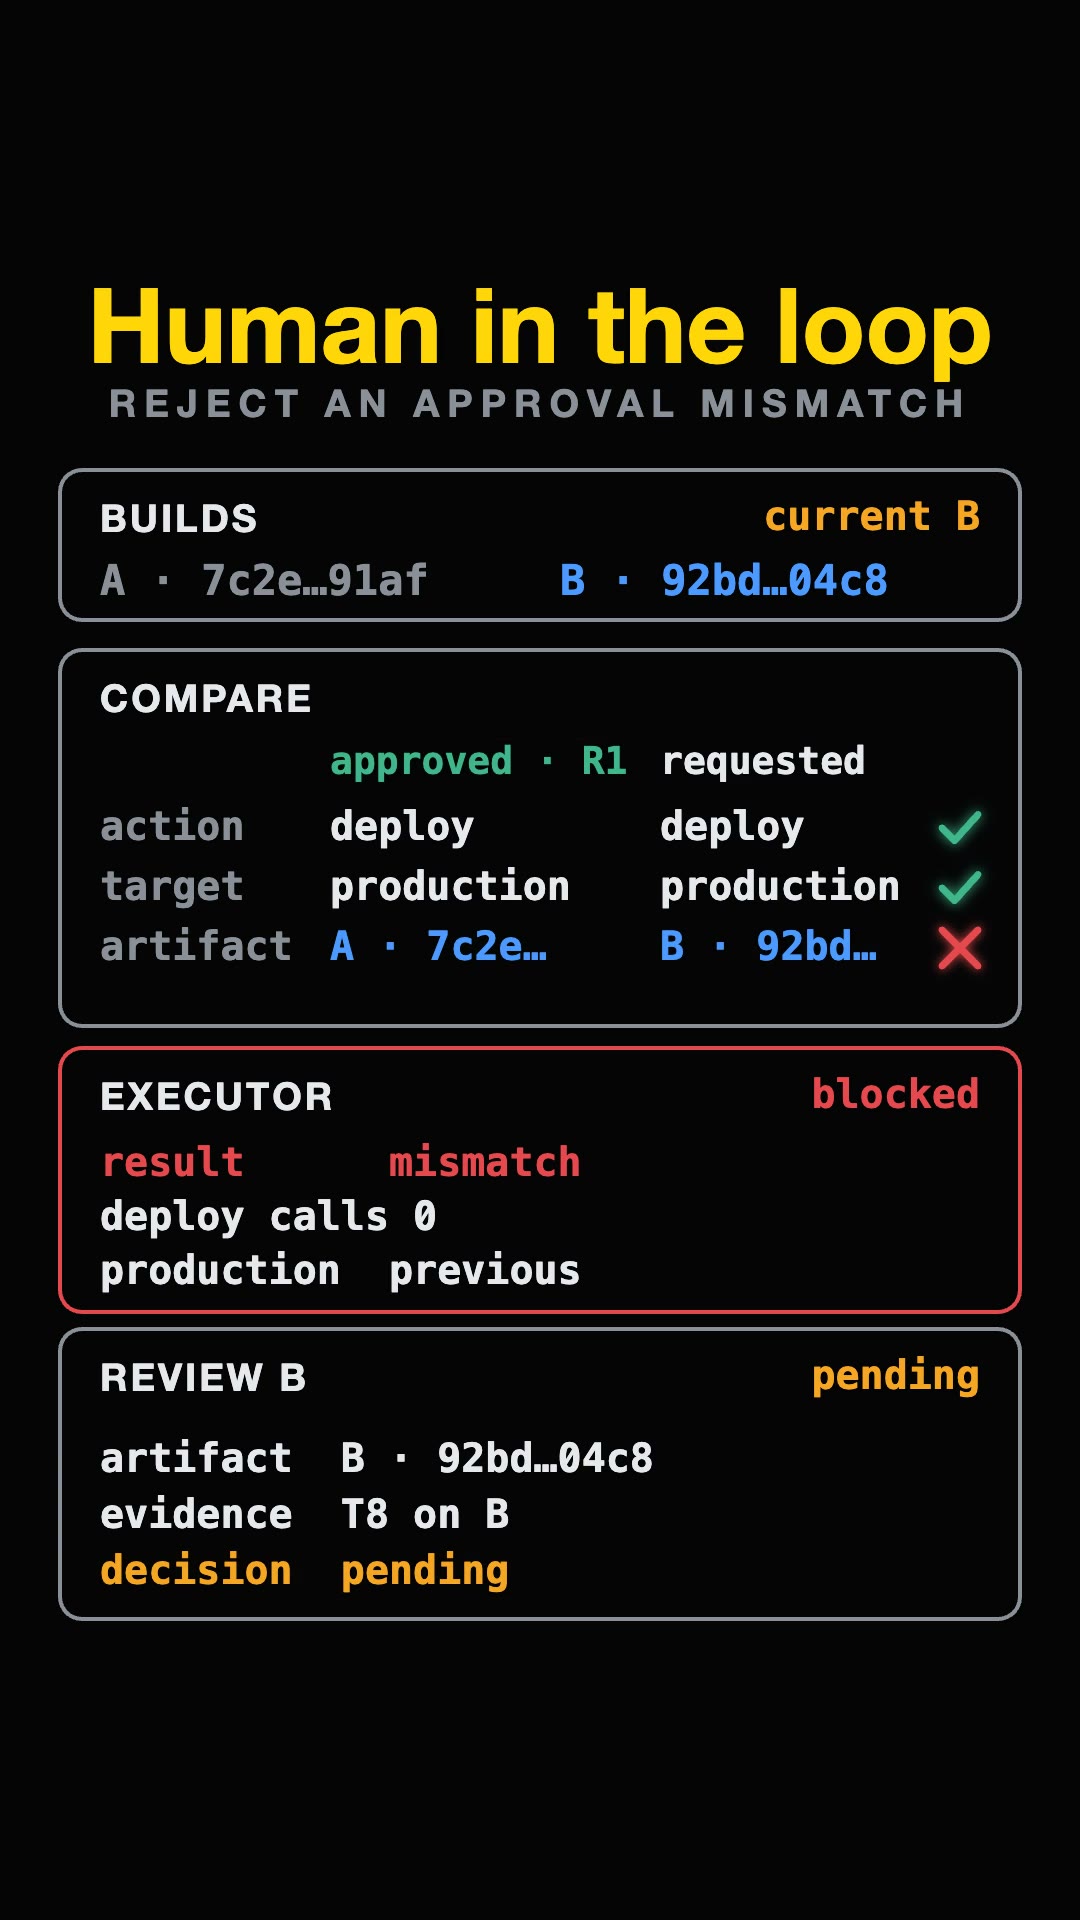 Human in the loop
REJECT AN APPROVAL MISMATCH
BUILDS current B
A · 7c2e…91af B · 92bd…04c8
COMPARE
approved · R1 requested
action deploy deploy
target production production
artifact A · 7c2e… B · 92bd…
EXECUTOR blocked
result mismatch
deploy calls 0
production previous
REVIEW B pending
artifact B · 92bd…04c8
evidence T8 on B
decision pending